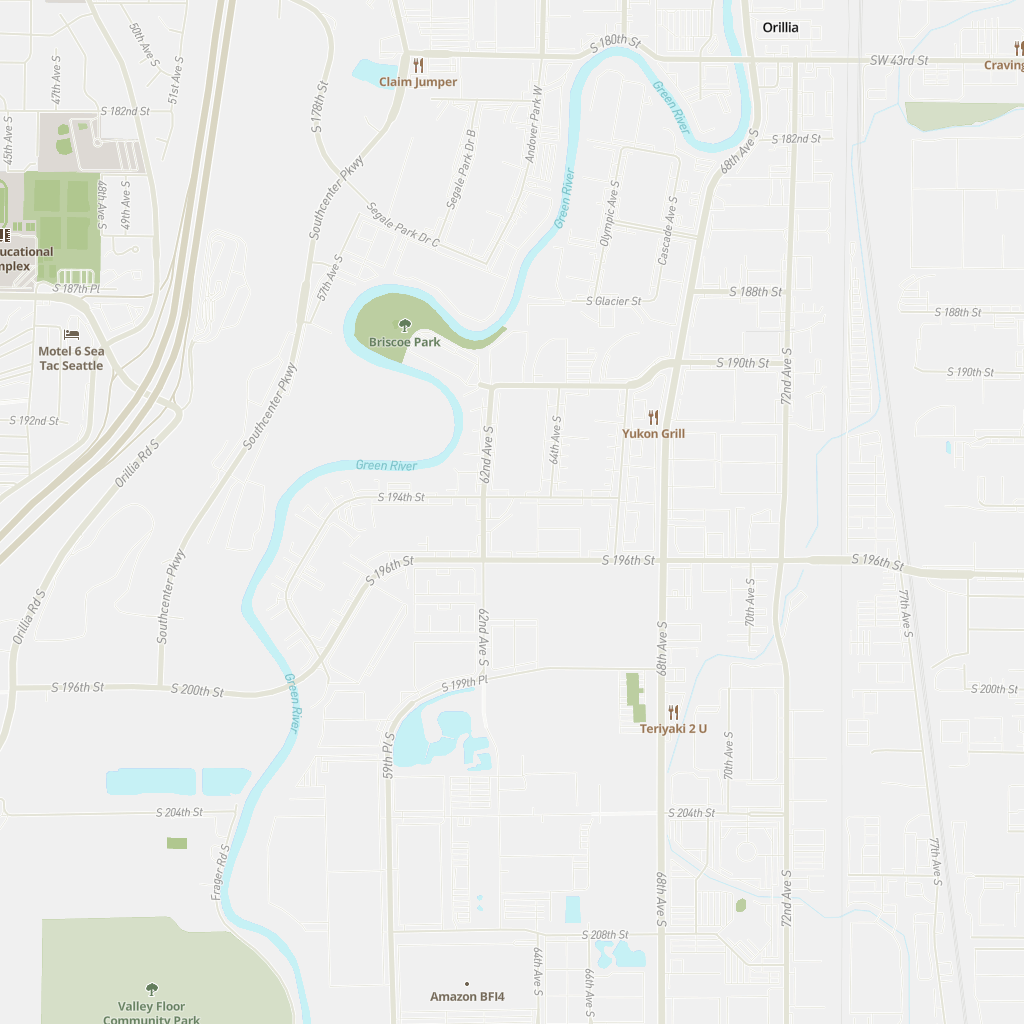 Orillia
S 180th St
SW 43rd St
50th Ave S
51st Ave S
47th Ave S
45th Ave S
Claim Jumper
Craving
S 182nd St
S 178th St
Green River
Andover Park W
Segale Park Dr B
S 182nd St
68th Ave S
Southcenter Pkwy
48th Ave S
49th Ave S
Segale Park Dr C
Green River
Olympic Ave S
Cascade Ave S
ucational
mplex
57th Ave S
S 187th Pl
S 188th St
S Glacier St
S 188th St
Briscoe Park
Motel 6 Sea
Tac Seattle
S 190th St
S 190th St
72nd Ave S
Southcenter Pkwy
S 192nd St
Yukon Grill
64th Ave S
62nd Ave S
Orillia Rd S
Green River
S 194th St
S 196th St
S 196th St
S 196th St
Southcenter Pkwy
Orillia Rd S
70th Ave S
77th Ave S
62nd Ave S
68th Ave S
S 199th Pl
S 196th St
S 200th St
S 200th St
Green River
Teriyaki 2 U
59th Pl S
70th Ave S
S 204th St
S 204th St
77th Ave S
Frager Rd S
68th Ave S
72nd Ave S
S 208th St
64th Ave S
66th Ave S
Amazon BFI4
Valley Floor
Community Park